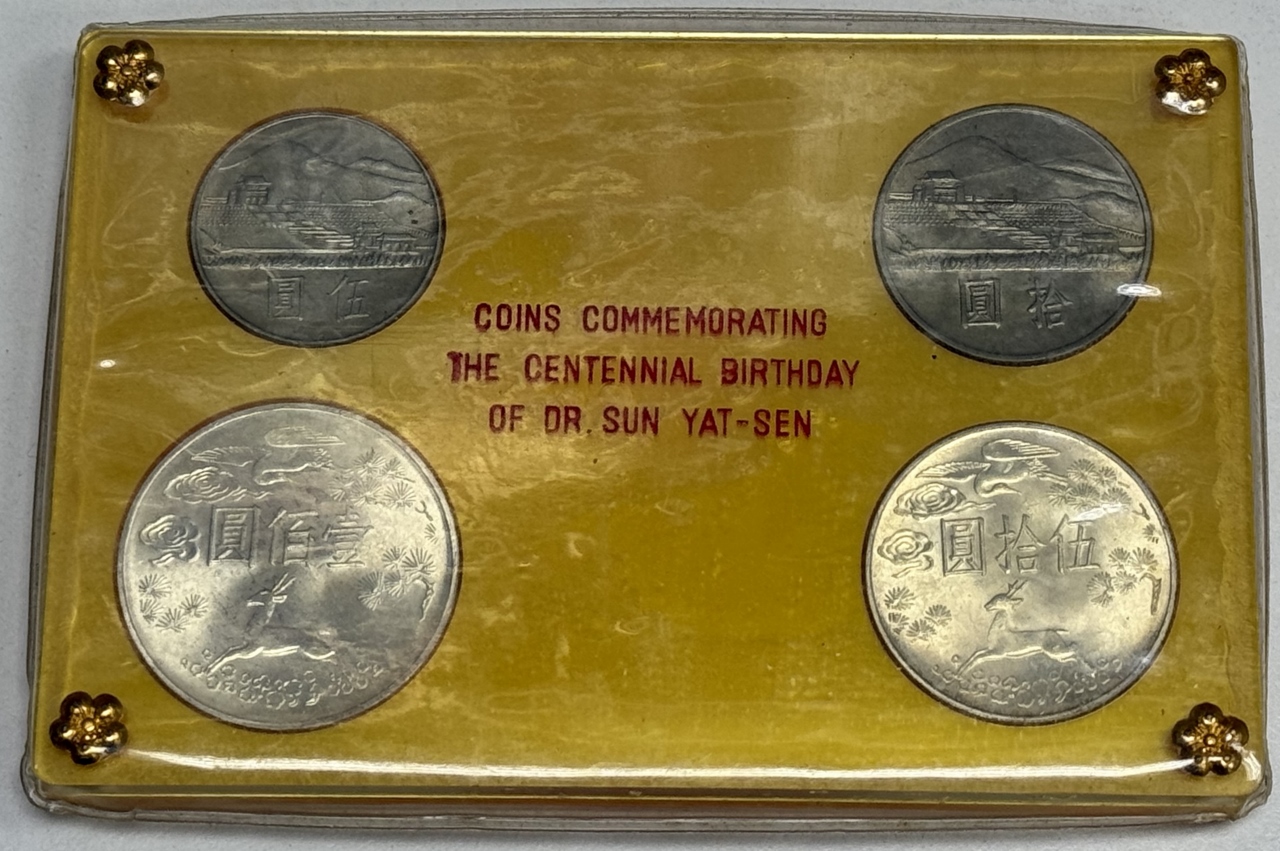 圓 伍
圓 拾
COINS COMMEMORATING
THE CENTENNIAL BIRTHDAY
OF DR. SUN YAT-SEN
圓佰壹
圓拾伍